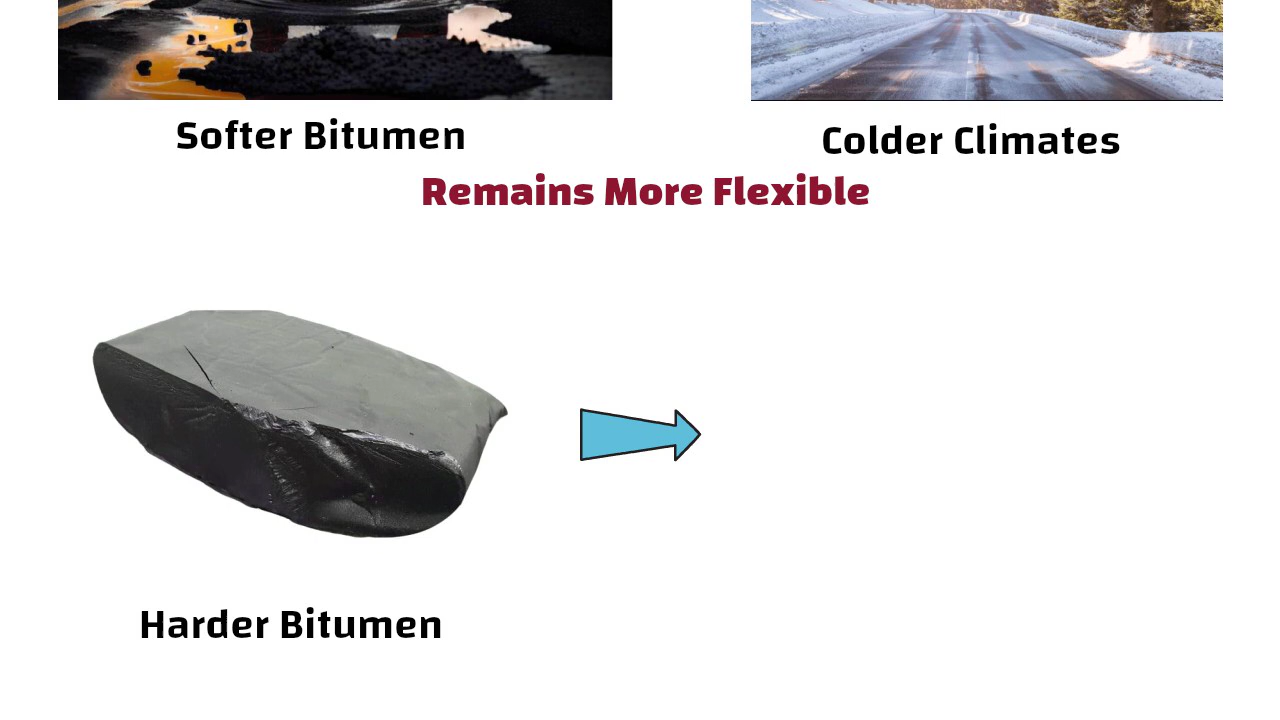 Softer Bitumen
Colder Climates
Remains More Flexible
Harder Bitumen